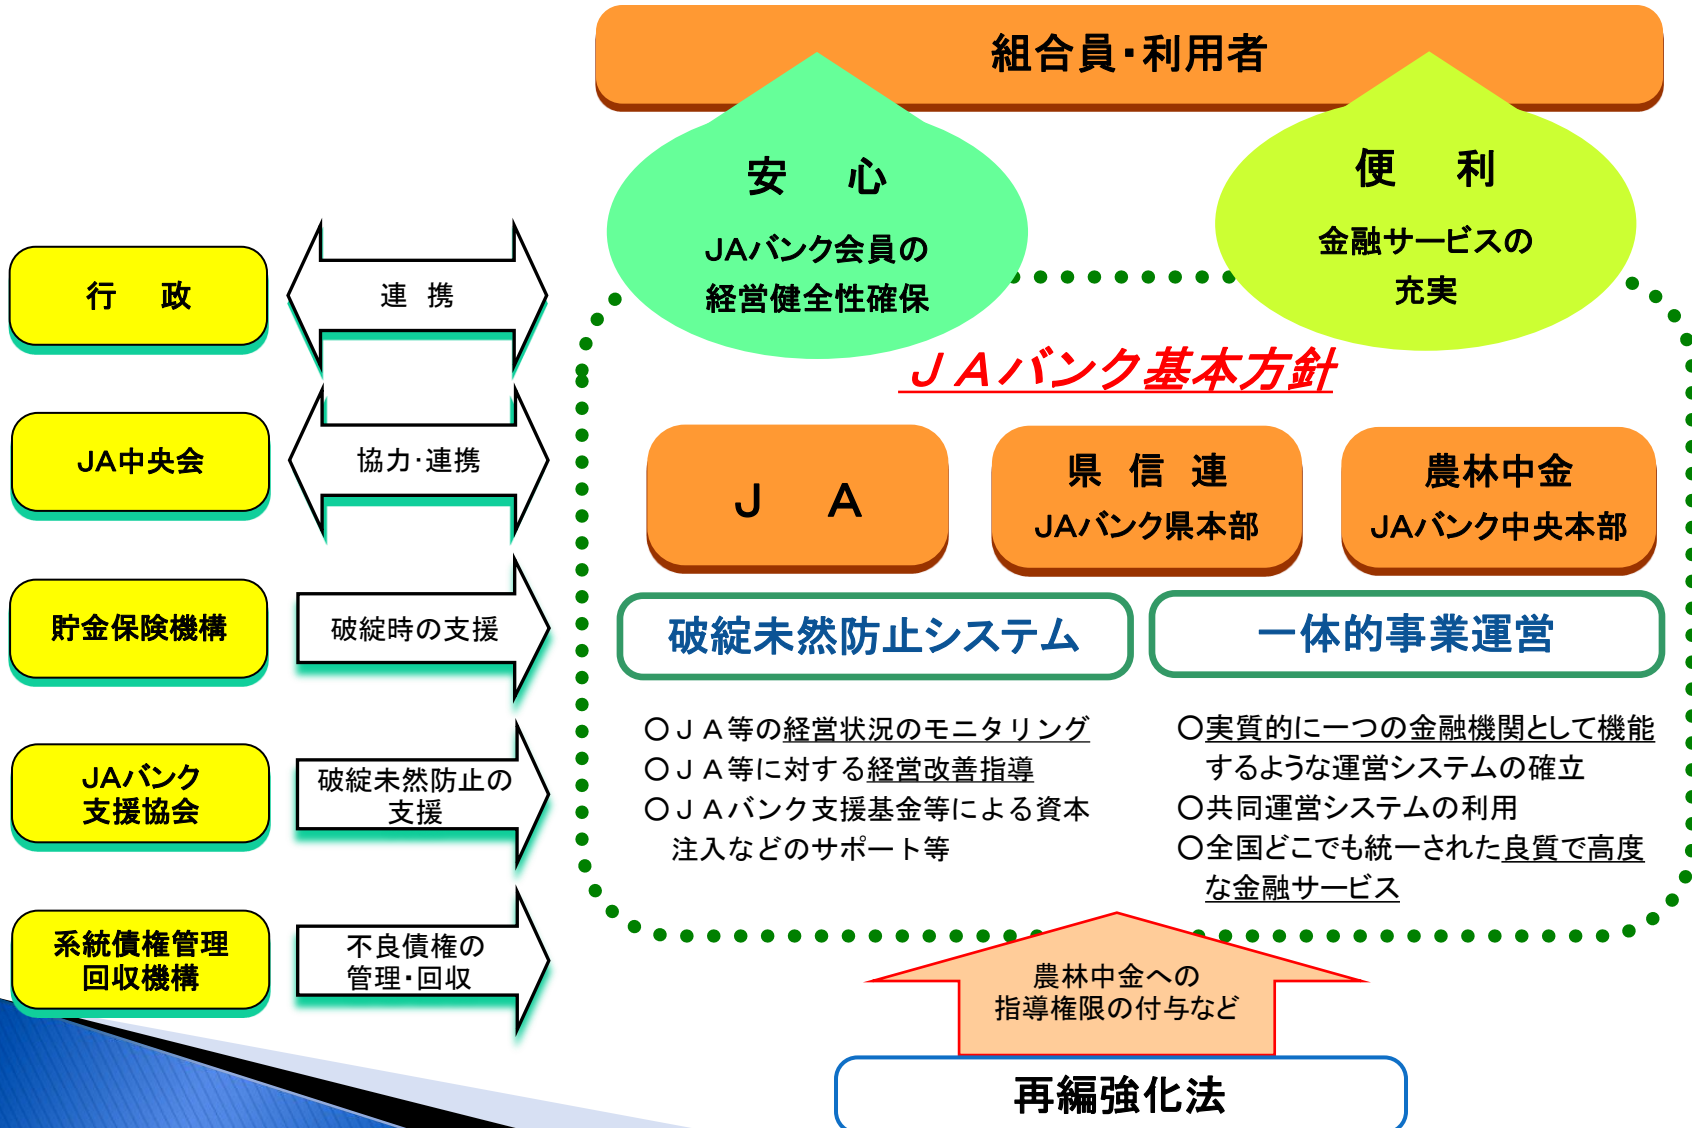 組合員・利用者
安　心
JAバンク会員の
経営健全性確保
便　利
金融サービスの
充実
行　政
連 携
JA中央会
協力・連携
貯金保険機構
破綻時の支援
JAバンク
支援協会
破綻未然防止の
支援
系統債権管理
回収機構
不良債権の
管理・回収
ＪＡバンク基本方針
Ｊ　Ａ
県 信 連
JAバンク県本部
農林中金
JAバンク中央本部
破綻未然防止システム
〇ＪＡ等の経営状況のモニタリング
〇ＪＡ等に対する経営改善指導
〇ＪＡバンク支援基金等による資本
注入などのサポート等
一体的事業運営
〇実質的に一つの金融機関として機能
するような運営システムの確立
〇共同運営システムの利用
〇全国どこでも統一された良質で高度
な金融サービス
農林中金への
指導権限の付与など
再編強化法